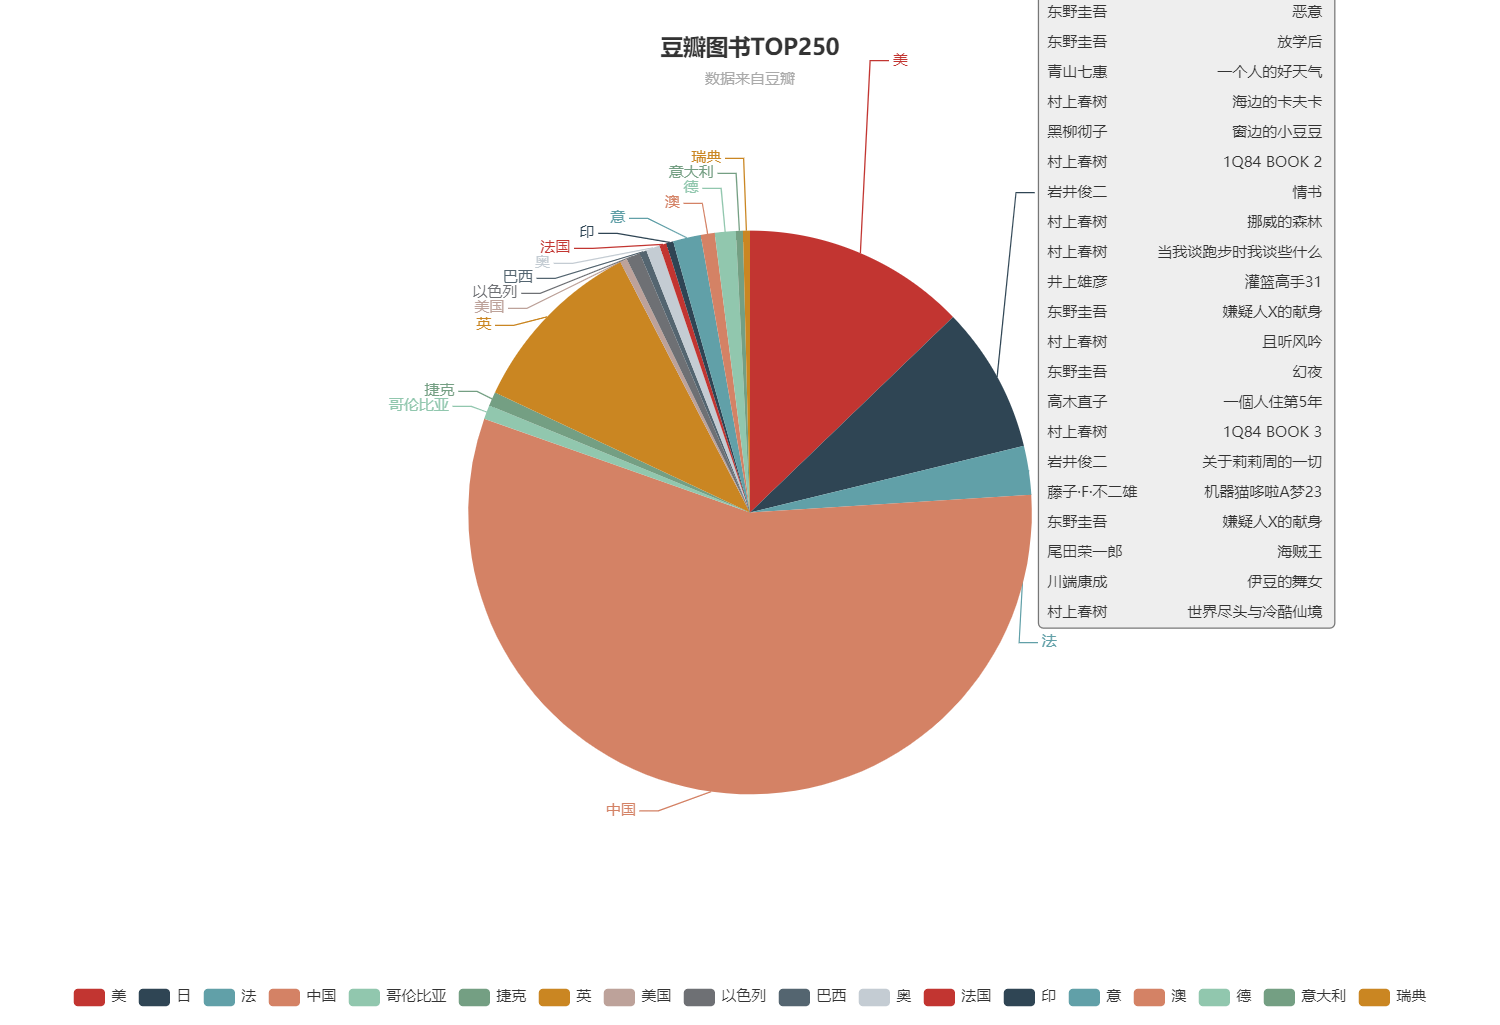 豆瓣图书TOP250
数据来自豆瓣
美
瑞典
意大利
德
澳
意
印
法国
奥
巴西
以色列
美国
英
捷克
哥伦比亚
中国
法
东野圭吾 恶意
东野圭吾 放学后
青山七惠 一个人的好天气
村上春树 海边的卡夫卡
黑柳彻子 窗边的小豆豆
村上春树 1Q84 BOOK 2
岩井俊二 情书
村上春树 挪威的森林
村上春树 当我谈跑步时我谈些什么
井上雄彦 灌篮高手31
东野圭吾 嫌疑人X的献身
村上春树 且听风吟
东野圭吾 幻夜
高木直子 一個人住第5年
村上春树 1Q84 BOOK 3
岩井俊二 关于莉莉周的一切
藤子·F·不二雄 机器猫哆啦A梦23
东野圭吾 嫌疑人X的献身
尾田荣一郎 海贼王
川端康成 伊豆的舞女
村上春树 世界尽头与冷酷仙境
美 日 法 中国 哥伦比亚 捷克 英 美国 以色列 巴西 奥 法国 印 意 澳 德 意大利 瑞典